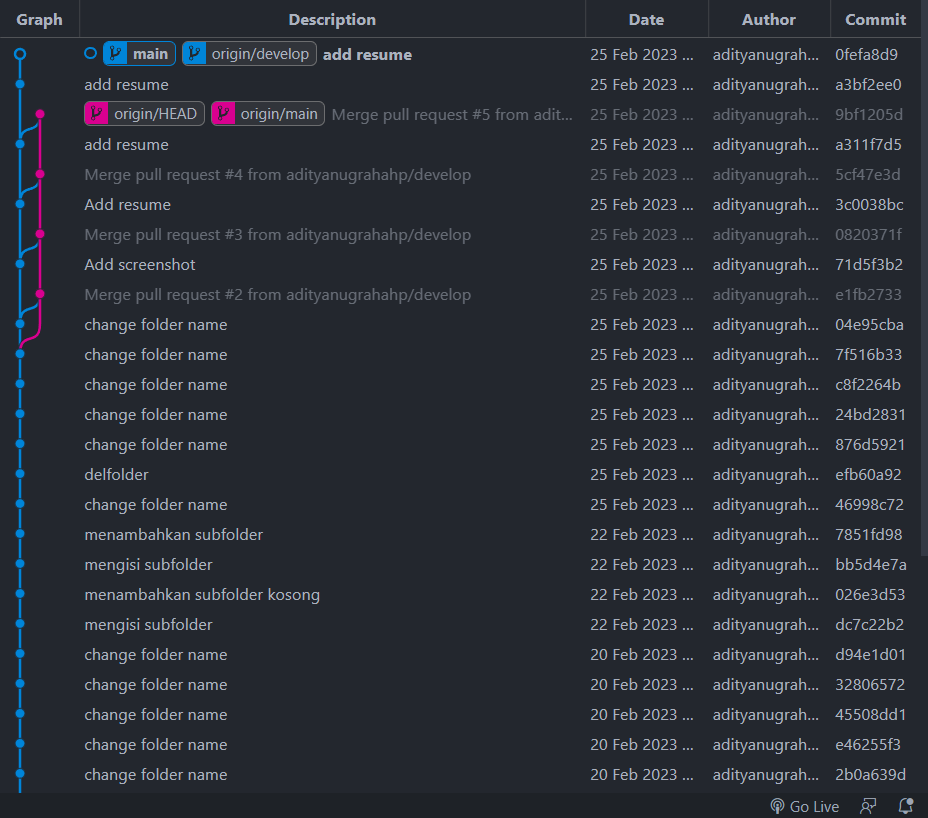 Graph Description Date Author Commit
main origin/develop add resume 25 Feb 2023 ... adityanugrah... 0fefa8d9
add resume 25 Feb 2023 ... adityanugrah... a3bf2ee0
origin/HEAD origin/main Merge pull request #5 from adit... 25 Feb 2023 ... adityanugrah... 9bf1205d
add resume 25 Feb 2023 ... adityanugrah... a311f7d5
Merge pull request #4 from adityanugrahahp/develop 25 Feb 2023 ... adityanugrah... 5cf47e3d
Add resume 25 Feb 2023 ... adityanugrah... 3c0038bc
Merge pull request #3 from adityanugrahahp/develop 25 Feb 2023 ... adityanugrah... 0820371f
Add screenshot 25 Feb 2023 ... adityanugrah... 71d5f3b2
Merge pull request #2 from adityanugrahahp/develop 25 Feb 2023 ... adityanugrah... e1fb2733
change folder name 25 Feb 2023 ... adityanugrah... 04e95cba
change folder name 25 Feb 2023 ... adityanugrah... 7f516b33
change folder name 25 Feb 2023 ... adityanugrah... c8f2264b
change folder name 25 Feb 2023 ... adityanugrah... 24bd2831
change folder name 25 Feb 2023 ... adityanugrah... 876d5921
delfolder 25 Feb 2023 ... adityanugrah... efb60a92
change folder name 25 Feb 2023 ... adityanugrah... 46998c72
menambahkan subfolder 22 Feb 2023 ... adityanugrah... 7851fd98
mengisi subfolder 22 Feb 2023 ... adityanugrah... bb5d4e7a
menambahkan subfolder kosong 22 Feb 2023 ... adityanugrah... 026e3d53
mengisi subfolder 22 Feb 2023 ... adityanugrah... dc7c22b2
change folder name 20 Feb 2023 ... adityanugrah... d94e1d01
change folder name 20 Feb 2023 ... adityanugrah... 32806572
change folder name 20 Feb 2023 ... adityanugrah... 45508dd1
change folder name 20 Feb 2023 ... adityanugrah... e46255f3
change folder name 20 Feb 2023 ... adityanugrah... 2b0a639d
Go Live